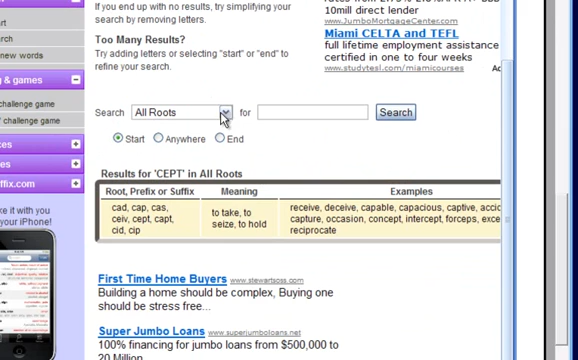 If you end up with no results, try simplifying your
search by removing letters.
Too Many Results?
Try adding letters or selecting "start" or "end" to
refine your search.
10mill direct lender
www.JumboMortgageCenter.com
Miami CELTA and TEFL
full lifetime employment assistance
certified in one to four weeks
www.studytesl.com/miamicourses
new words
g & games
challenge game
f challenge game
ces
es
fix.com
ke it with you
your iPhone!
Search All Roots for Search
Start Anywhere End
Results for 'CEPT' in All Roots
Root, Prefix or Suffix Meaning Examples
cad, cap, cas,
ceiv, cept, capt,
cid, cip
to take, to
seize, to hold
receive, deceive, capable, capacious, captive, accid
capture, occasion, concept, intercept, forceps, exce
reciprocate
First Time Home Buyers www.stewartsoss.com
Building a home should be complex, Buying one
should be stress free...
Super Jumbo Loans www.superjumboloans.net
100% financing for jumbo loans from $500,000 to
20 Million